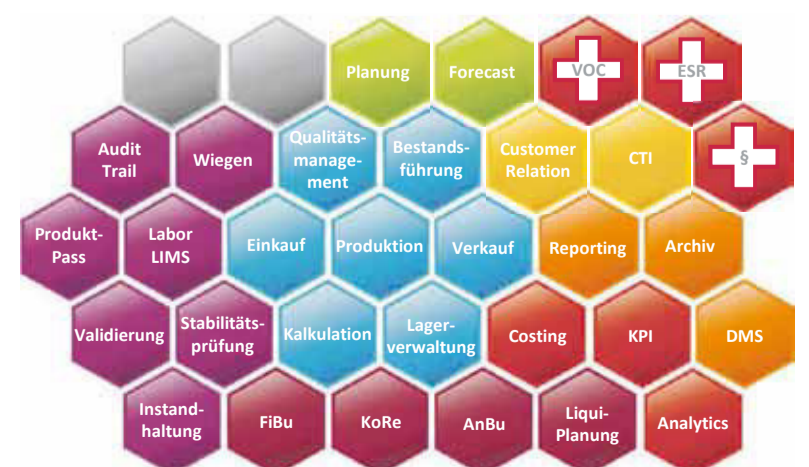 Planung
Forecast
VOC
ESR
Audit
Trail
Wiegen
Qualitäts-
manage-
ment
Bestands-
führung
Customer
Relation
CTI
§
Produkt-
Pass
Labor
LIMS
Einkauf
Produktion
Verkauf
Reporting
Archiv
Validierung
Stabilitäts-
prüfung
Kalkulation
Lager-
verwaltung
Costing
KPI
DMS
Instand-
haltung
FiBu
KoRe
AnBu
Liqui-
Planung
Analytics